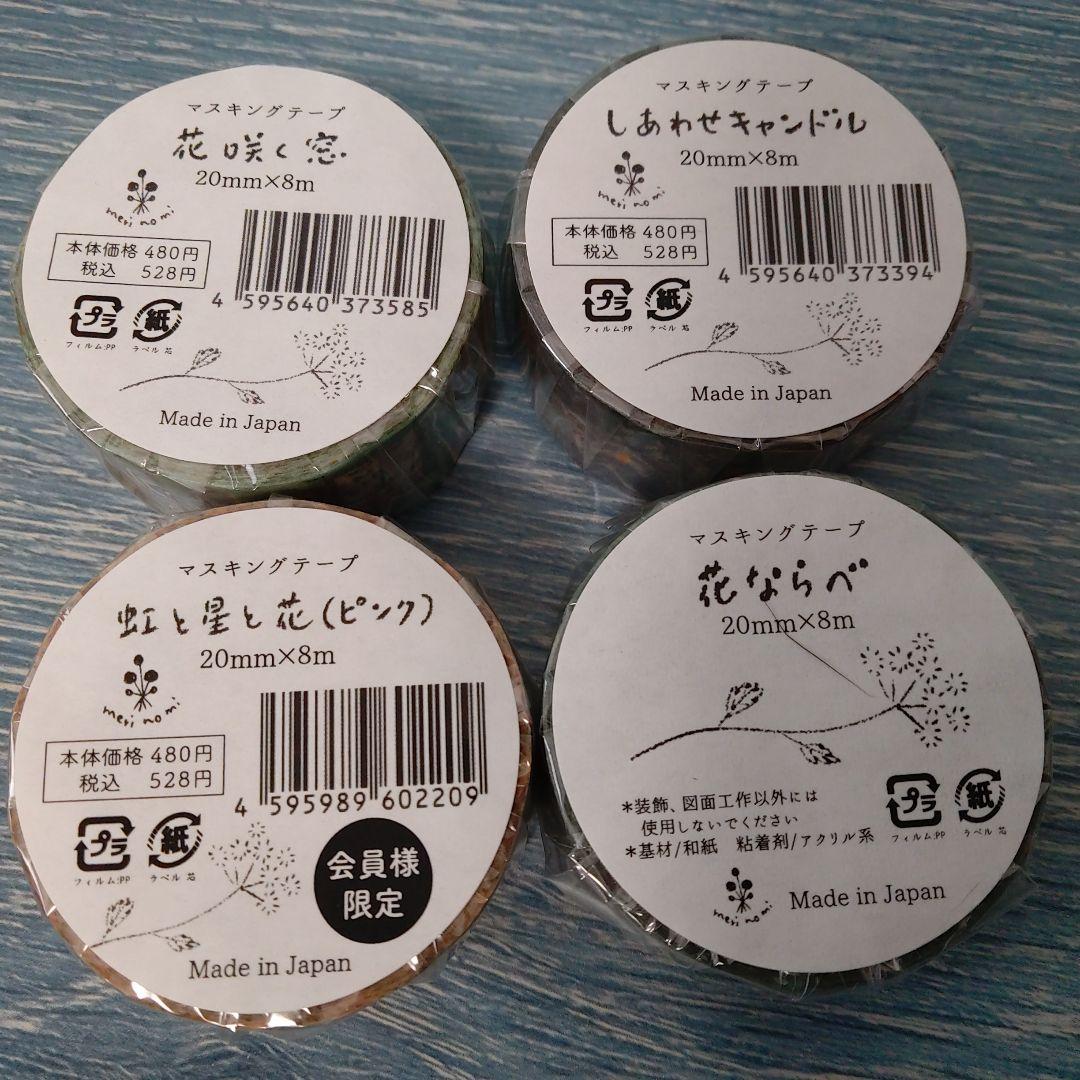 マスキングテープ
花咲く窓
20mm×8m
meri no mi
本体価格 480円
税込 528円
4 595640 373585
プラ
紙
フィルム:PP
ラベル 芯
Made in Japan
マスキングテープ
しあわせキャンドル
20mm×8m
meri no mi
本体価格 480円
税込 528円
4 595640 373394
プラ
紙
フィルム:PP
ラベル 芯
Made in Japan
マスキングテープ
虹と星と花(ピンク)
20mm×8m
meri no mi
本体価格 480円
税込 528円
4 595989 602209
プラ
紙
フィルム:PP
ラベル 芯
会員様
限定
Made in Japan
マスキングテープ
花ならべ
20mm×8m
*装飾、図面工作以外には
使用しないでください
*基材/和紙 粘着剤/アクリル系
プラ
紙
フィルム:PP
ラベル 芯
meri no mi
Made in Japan